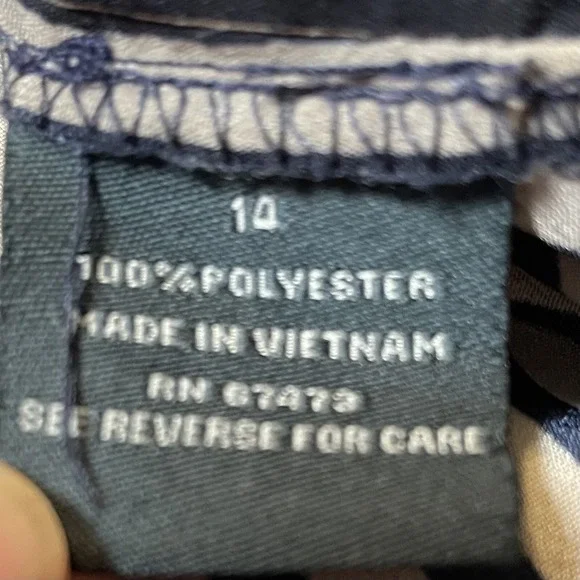 14
100%POLYESTER
MADE IN VIETNAM
RN 67473
SEE REVERSE FOR CARE